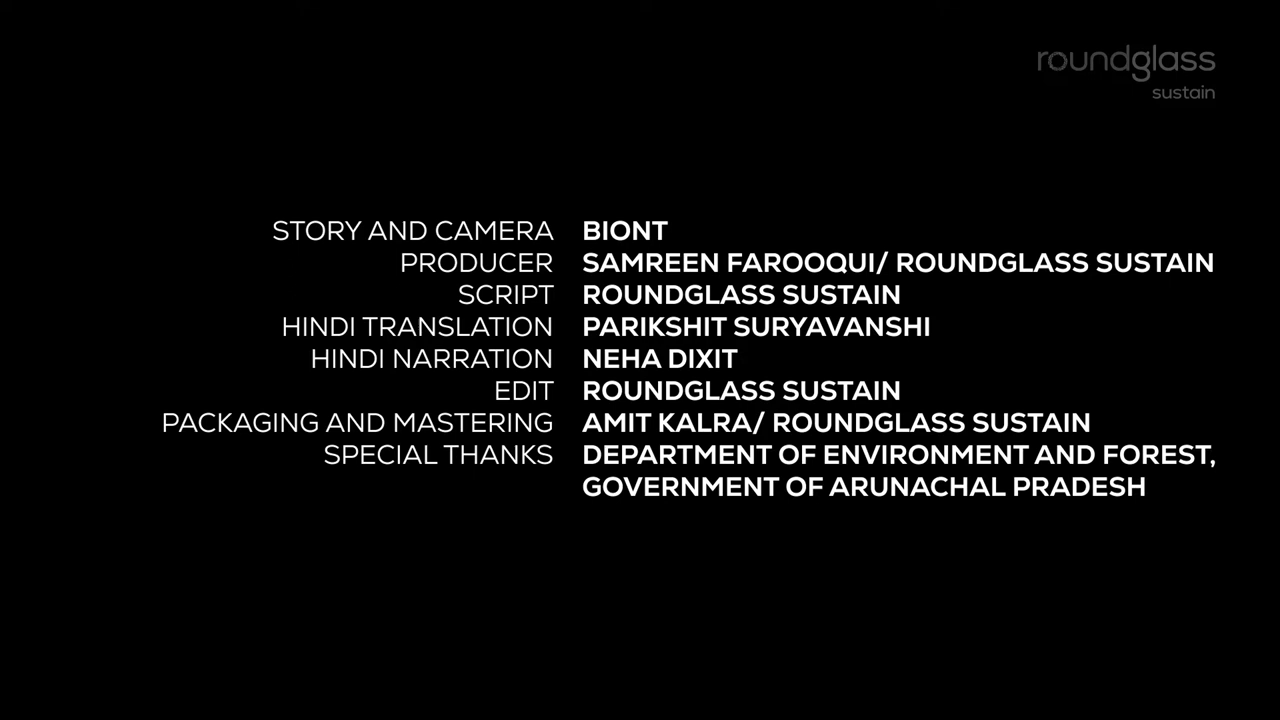 roundglass
sustain
STORY AND CAMERA BIONT
PRODUCER SAMREEN FAROOQUI/ ROUNDGLASS SUSTAIN
SCRIPT ROUNDGLASS SUSTAIN
HINDI TRANSLATION PARIKSHIT SURYAVANSHI
HINDI NARRATION NEHA DIXIT
EDIT ROUNDGLASS SUSTAIN
PACKAGING AND MASTERING AMIT KALRA/ ROUNDGLASS SUSTAIN
SPECIAL THANKS DEPARTMENT OF ENVIRONMENT AND FOREST,
GOVERNMENT OF ARUNACHAL PRADESH